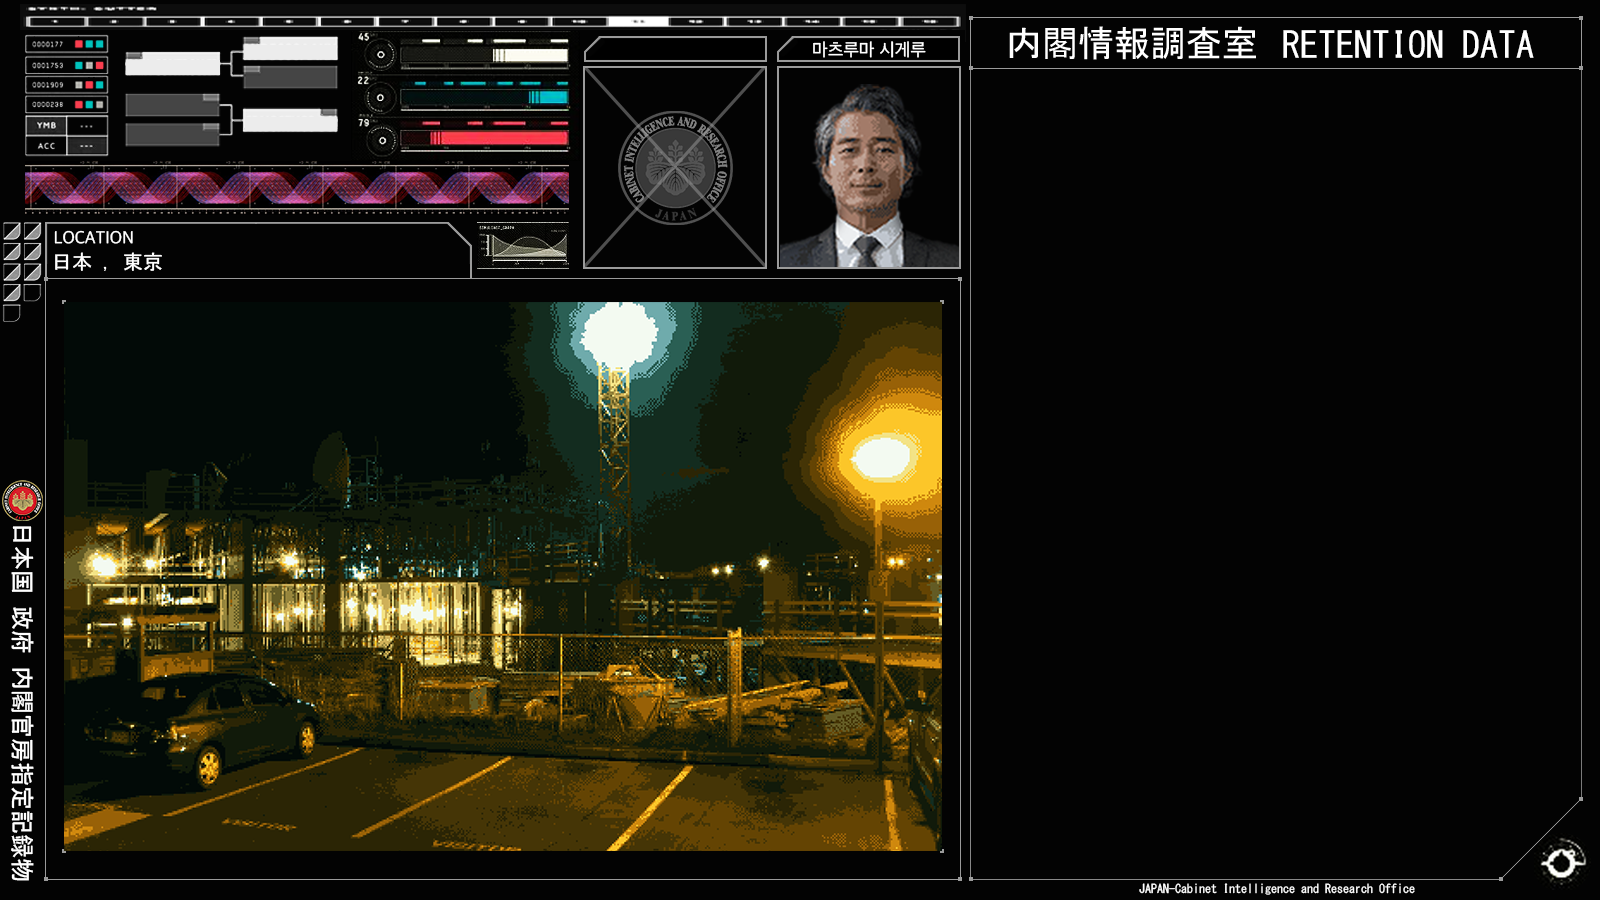 0000177
0001753
0001909
0000238
YMB ---
ACC ---
45
22
79
CABINET INTELLIGENCE AND RESEARCH OFFICE
JAPAN
마츠루마 시게루
内閣情報調査室 RETENTION DATA
LOCATION
日本 , 東京
日本国 政府 内閣官房指定記録物
VISITOR
VISITOR
JAPAN-Cabinet Intelligence and Research Office